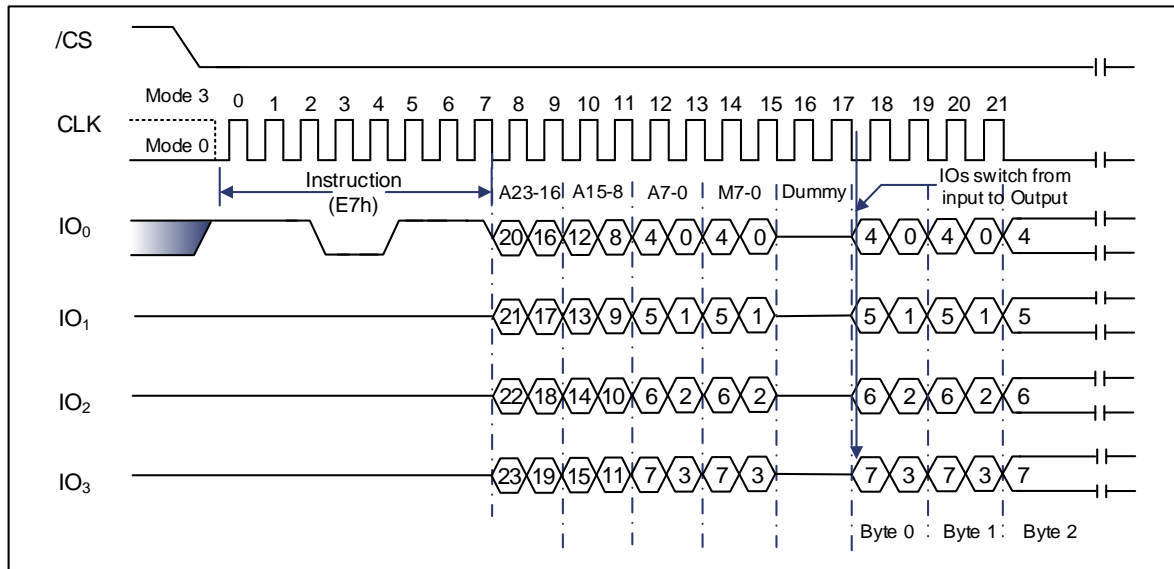 /CS
Mode 3
0 1 2 3 4 5 6 7 8 9 10 11 12 13 14 15 16 17 18 19 20 21
CLK
Mode 0
Instruction
(E7h)
A23-16 A15-8 A7-0 M7-0 Dummy
IOs switch from
input to Output
IO0
20 16 12 8 4 0 4 0 4 0 4 0 4
IO1
21 17 13 9 5 1 5 1 5 1 5 1 5
IO2
22 18 14 10 6 2 6 2 6 2 6 2 6
IO3
23 19 15 11 7 3 7 3 7 3 7 3 7
Byte 0 Byte 1 Byte 2